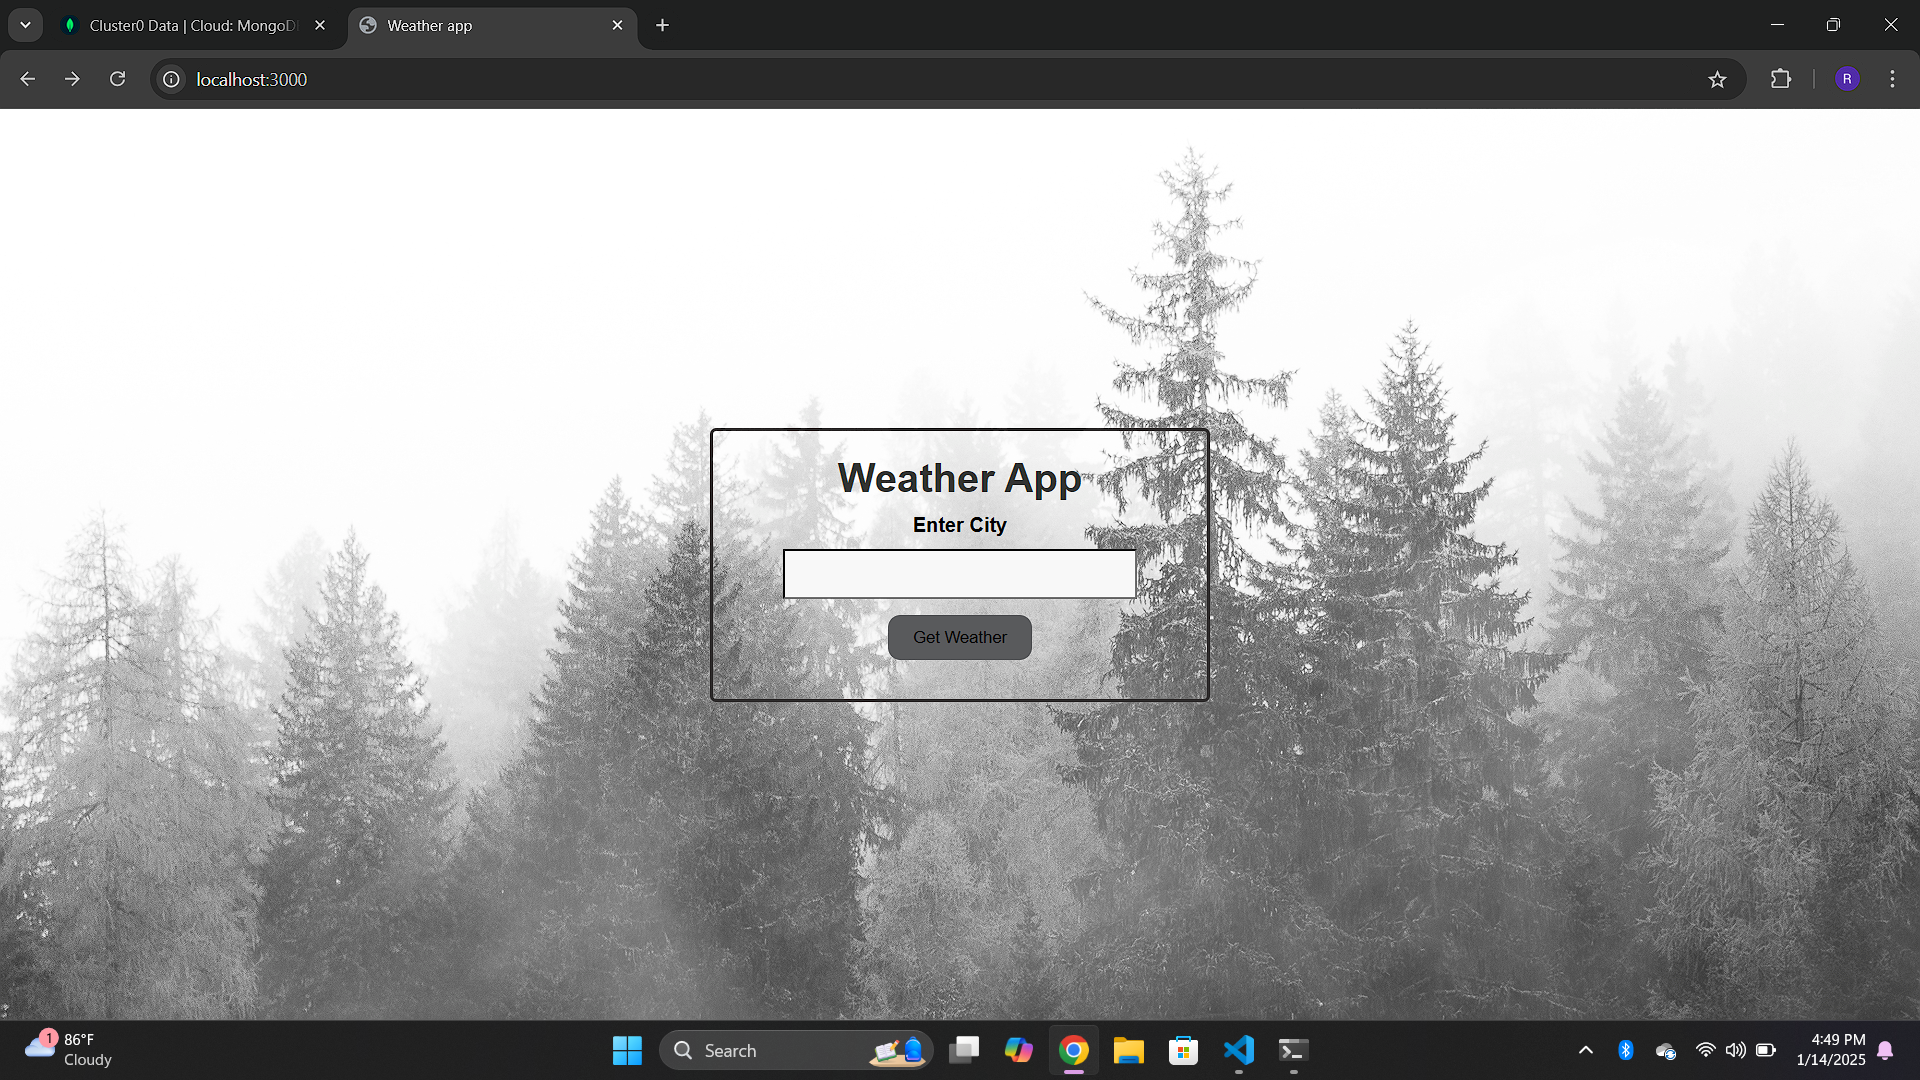 Cluster0 Data | Cloud: MongoD
Weather app
localhost:3000
R
Weather App
Enter City
Get Weather
1
86°F
Cloudy
Search
4:49 PM
1/14/2025